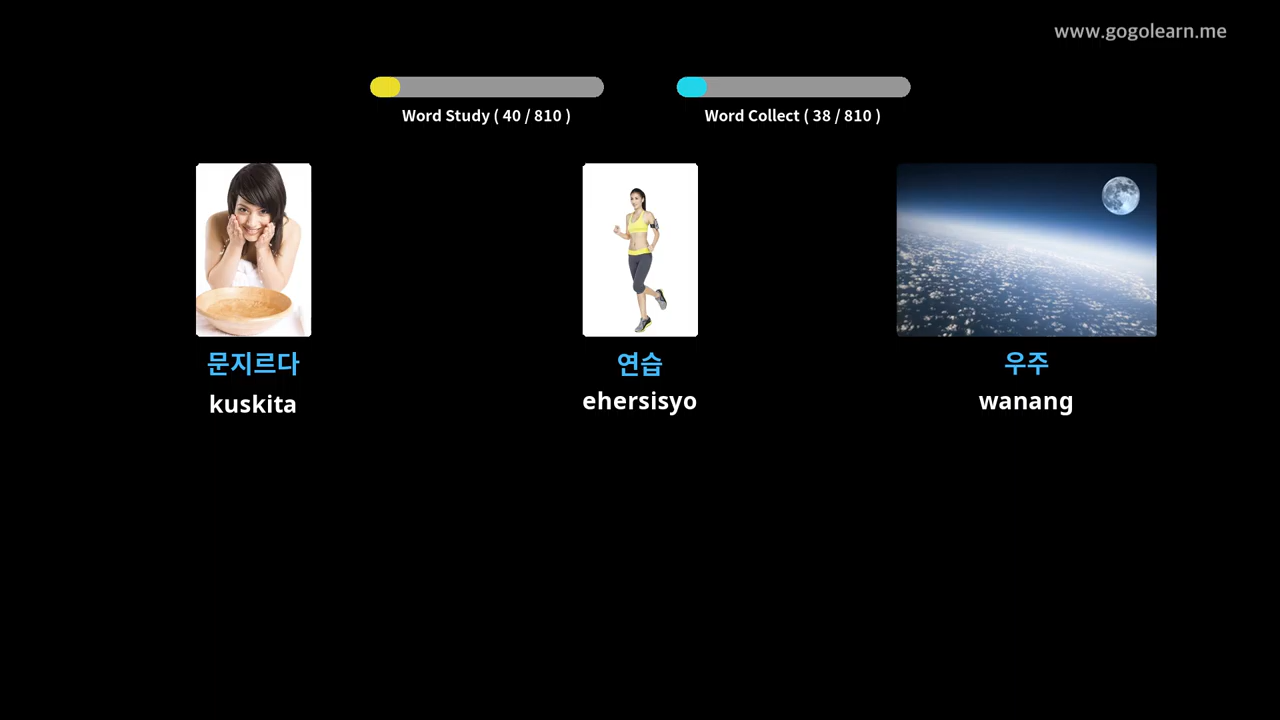 www.gogolearn.me
Word Study ( 40 / 810 )
Word Collect ( 38 / 810 )
문지르다
연습
우주
kuskita
ehersisyo
wanang